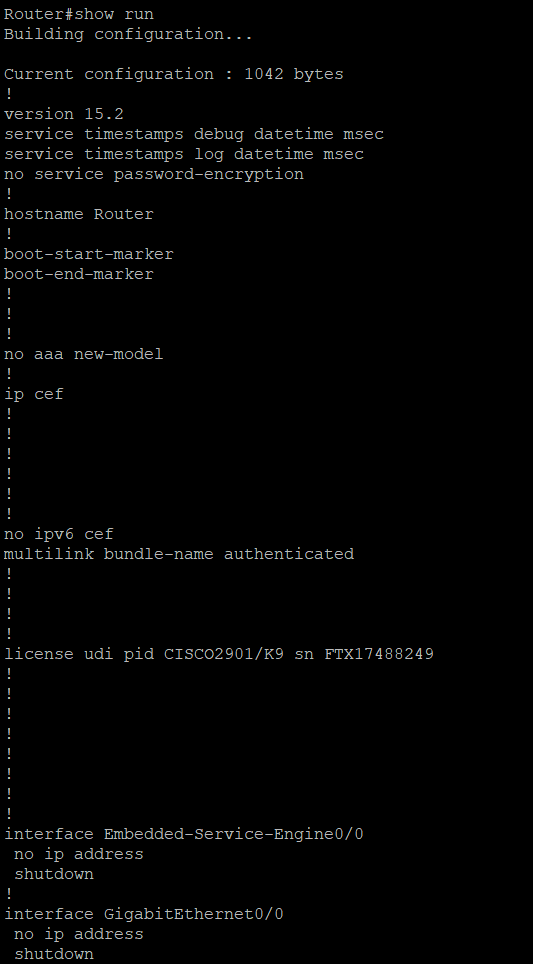 Router#show run
Building configuration...
Current configuration : 1042 bytes
!
version 15.2
service timestamps debug datetime msec
service timestamps log datetime msec
no service password-encryption
!
hostname Router
!
boot-start-marker
boot-end-marker
!
!
!
no aaa new-model
!
ip cef
!
!
!
!
!
!
no ipv6 cef
multilink bundle-name authenticated
!
!
!
!
license udi pid CISCO2901/K9 sn FTX17488249
!
!
!
!
!
!
!
!
interface Embedded-Service-Engine0/0
 no ip address
 shutdown
!
interface GigabitEthernet0/0
 no ip address
 shutdown